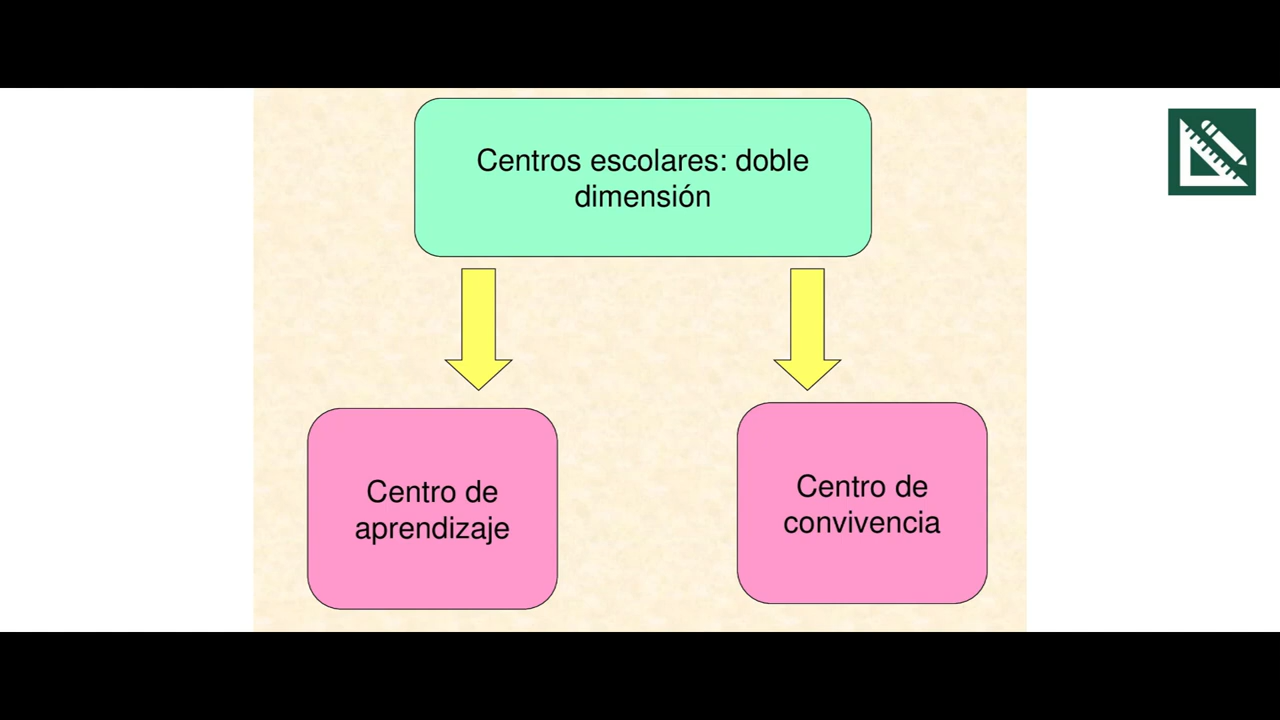 Centros escolares: doble
dimensión
Centro de
aprendizaje
Centro de
convivencia